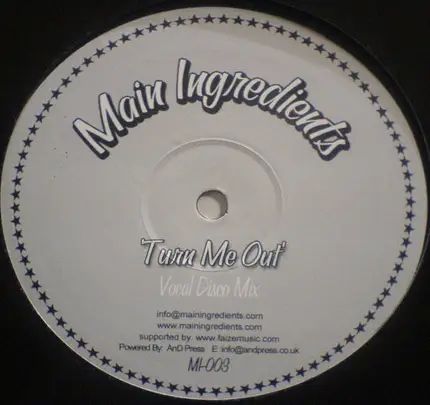 Main Ingredients
'Turn Me Out'
Vocal Disco Mix
info@mainingredients.com
www.mainingredients.com
supported by: www.faizemusic.com
Powered By: AnD Press E: info@andpress.co.uk
MI-003